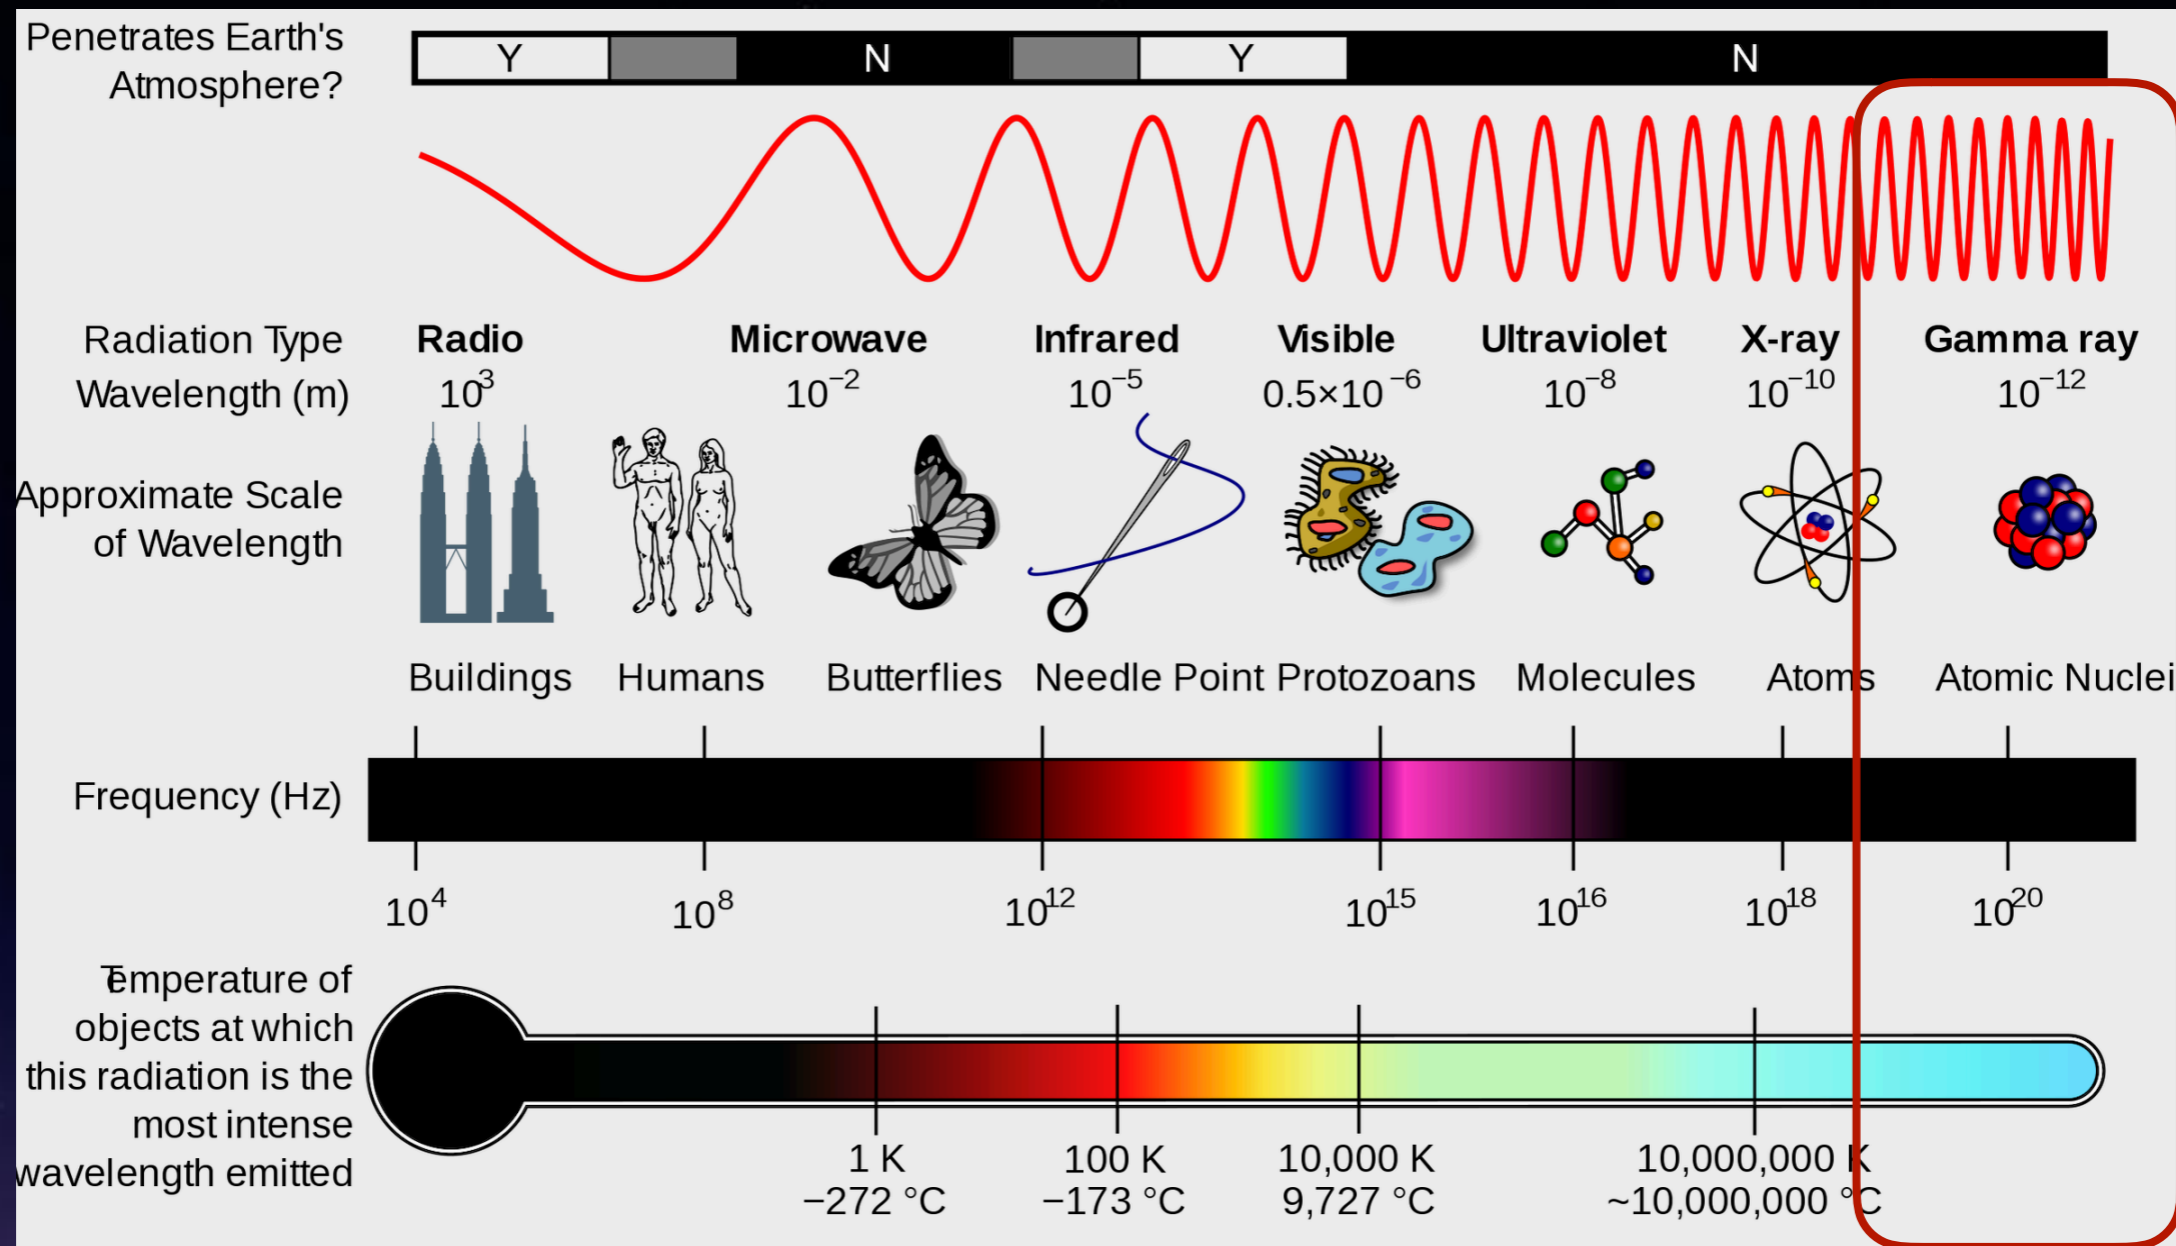 Penetrates Earth's
Atmosphere?
Y N Y N
Radiation Type
Radio Microwave Infrared Visible Ultraviolet X-ray Gamma ray
Wavelength (m)
10³ 10⁻² 10⁻⁵ 0.5×10⁻⁶ 10⁻⁸ 10⁻¹⁰ 10⁻¹²
Approximate Scale
of Wavelength
Buildings Humans Butterflies Needle Point Protozoans Molecules Atoms Atomic Nuclei
Frequency (Hz)
10⁴ 10⁸ 10¹² 10¹⁵ 10¹⁶ 10¹⁸ 10²⁰
Temperature of
objects at which
this radiation is the
most intense
wavelength emitted
1 K 100 K 10,000 K 10,000,000 K
−272 °C −173 °C 9,727 °C ~10,000,000 °C